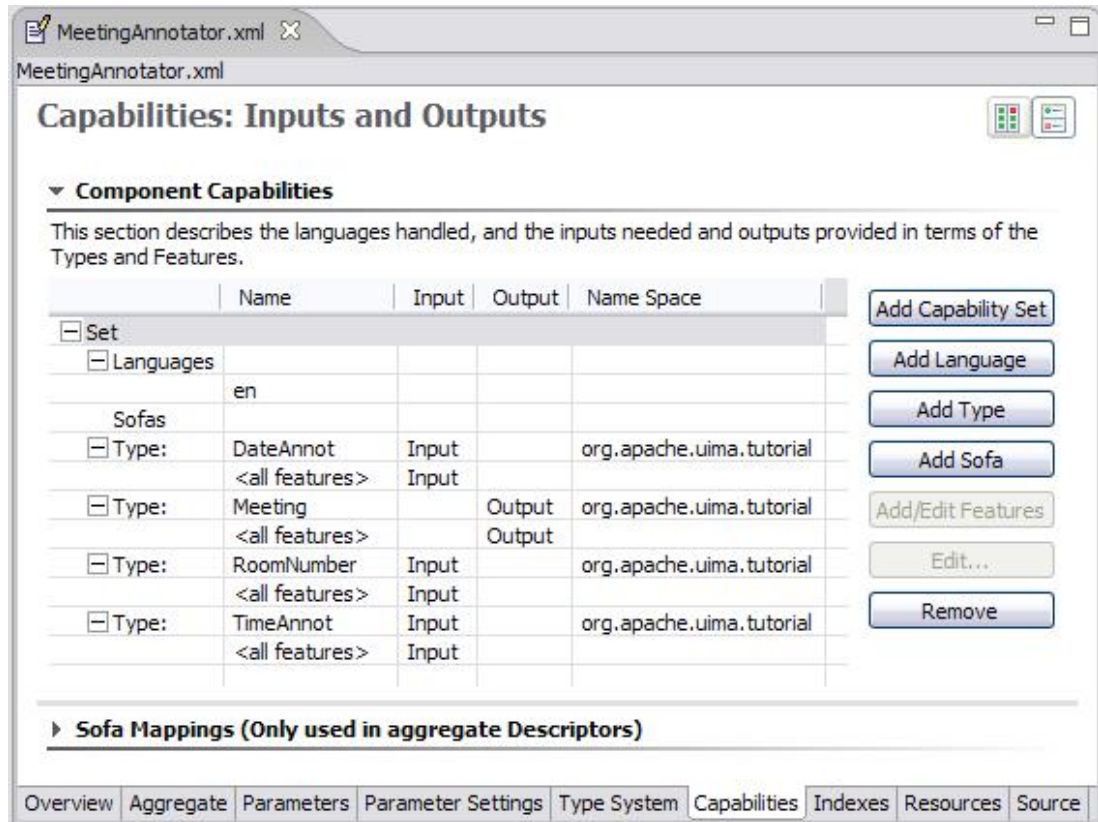 MeetingAnnotator.xml
MeetingAnnotator.xml
Capabilities: Inputs and Outputs
Component Capabilities
This section describes the languages handled, and the inputs needed and outputs provided in terms of the
Types and Features.
Name Input Output Name Space
Set
Languages
en
Sofas
Type: DateAnnot Input org.apache.uima.tutorial
<all features> Input
Type: Meeting Output org.apache.uima.tutorial
<all features> Output
Type: RoomNumber Input org.apache.uima.tutorial
<all features> Input
Type: TimeAnnot Input org.apache.uima.tutorial
<all features> Input
Add Capability Set
Add Language
Add Type
Add Sofa
Add/Edit Features
Edit...
Remove
Sofa Mappings (Only used in aggregate Descriptors)
Overview Aggregate Parameters Parameter Settings Type System Capabilities Indexes Resources Source